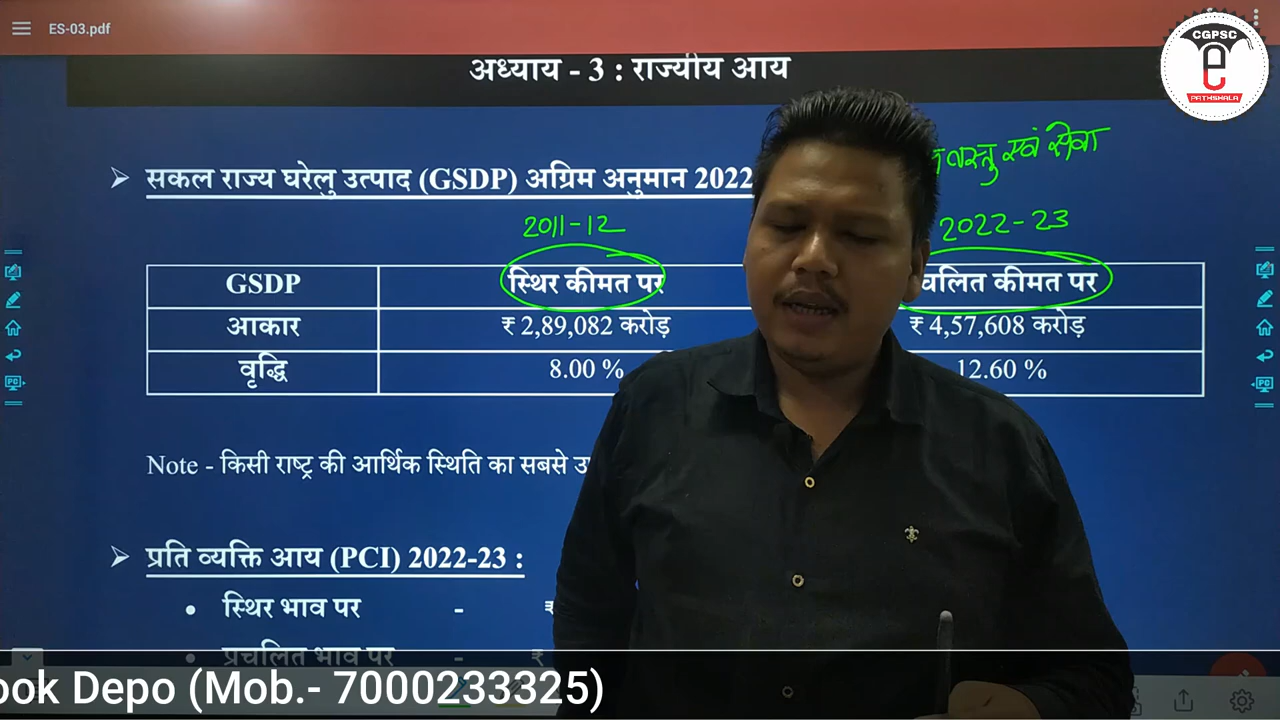 ES-03.pdf
CGPSC
PATHSHALA
अध्याय - 3 : राज्यीय आय
वस्तु एवं सेवा
सकल राज्य घरेलु उत्पाद (GSDP) अग्रिम अनुमान 2022
2011-12 2022-23
GSDP स्थिर कीमत पर चलित कीमत पर
आकार ₹ 2,89,082 करोड़ ₹ 4,57,608 करोड़
वृद्धि 8.00 % 12.60 %
Note - किसी राष्ट्र की आर्थिक स्थिति का सबसे
प्रति व्यक्ति आय (PCI) 2022-23 :
• स्थिर भाव पर - ₹
• प्रचलित भाव पर - ₹
ook Depo (Mob.- 7000233325)